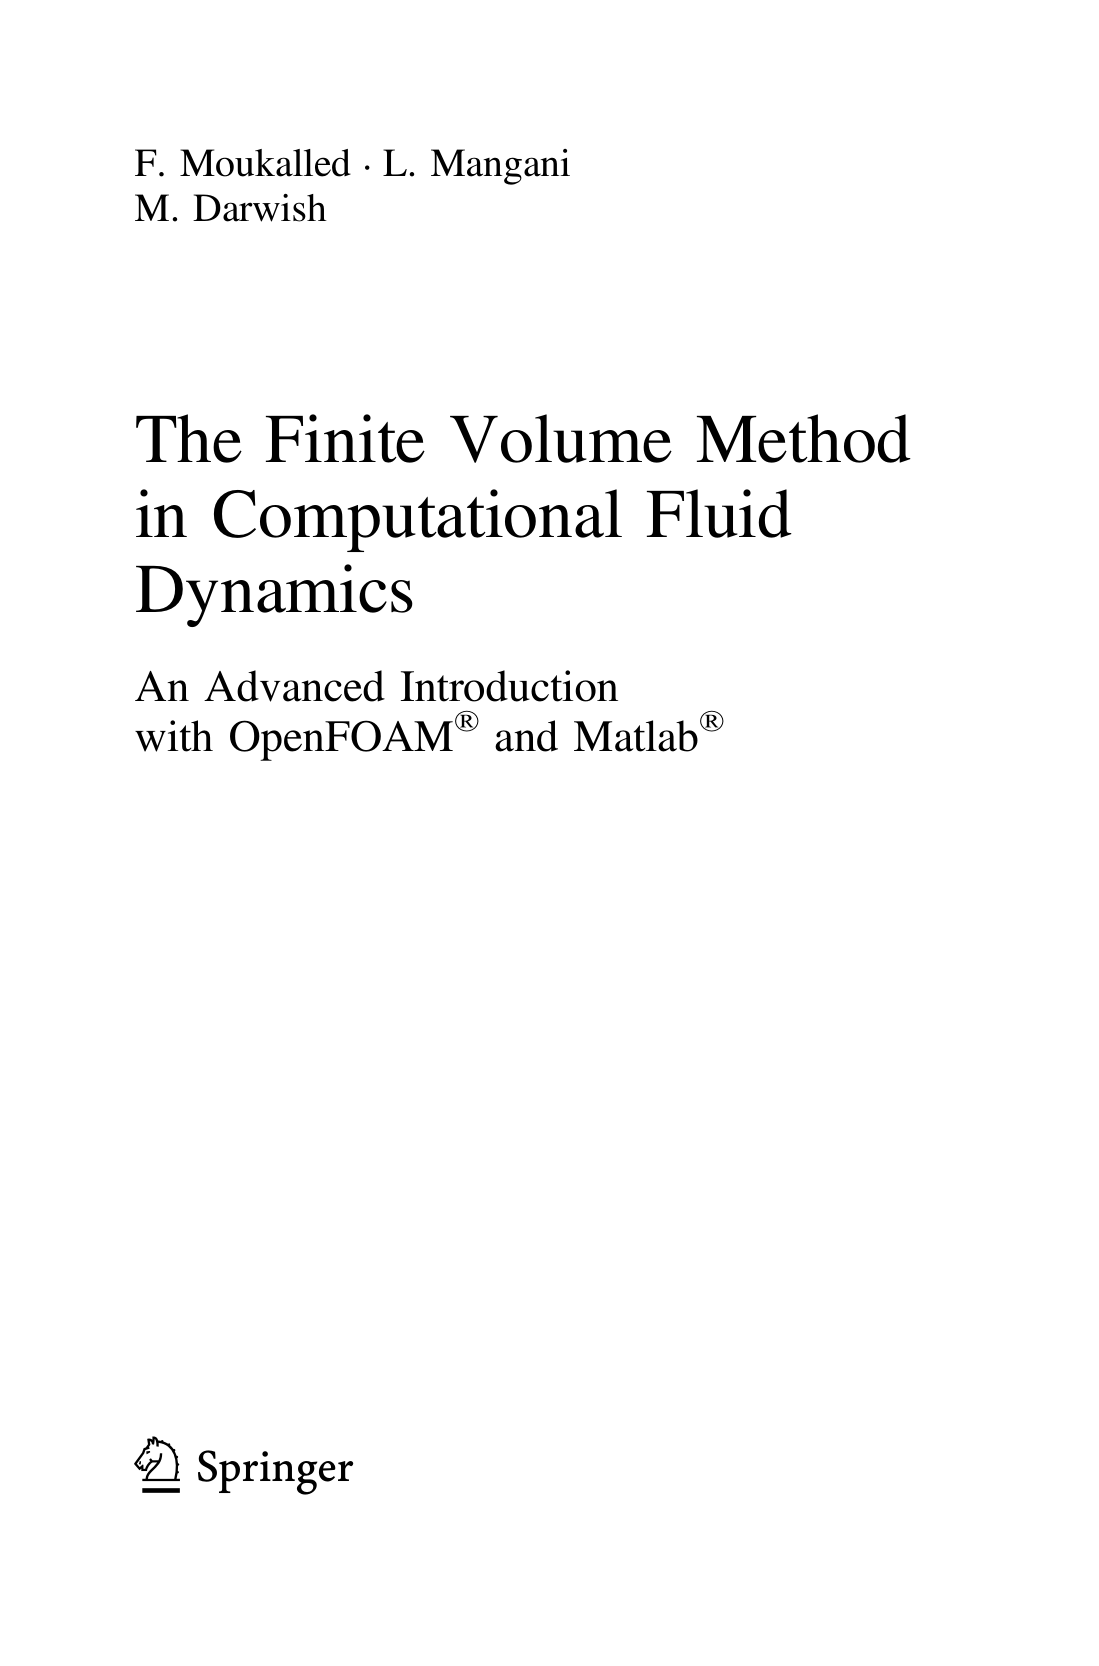 F. Moukalled · L. Mangani
M. Darwish
The Finite Volume Method
in Computational Fluid
Dynamics
An Advanced Introduction
with OpenFOAM® and Matlab®
Springer